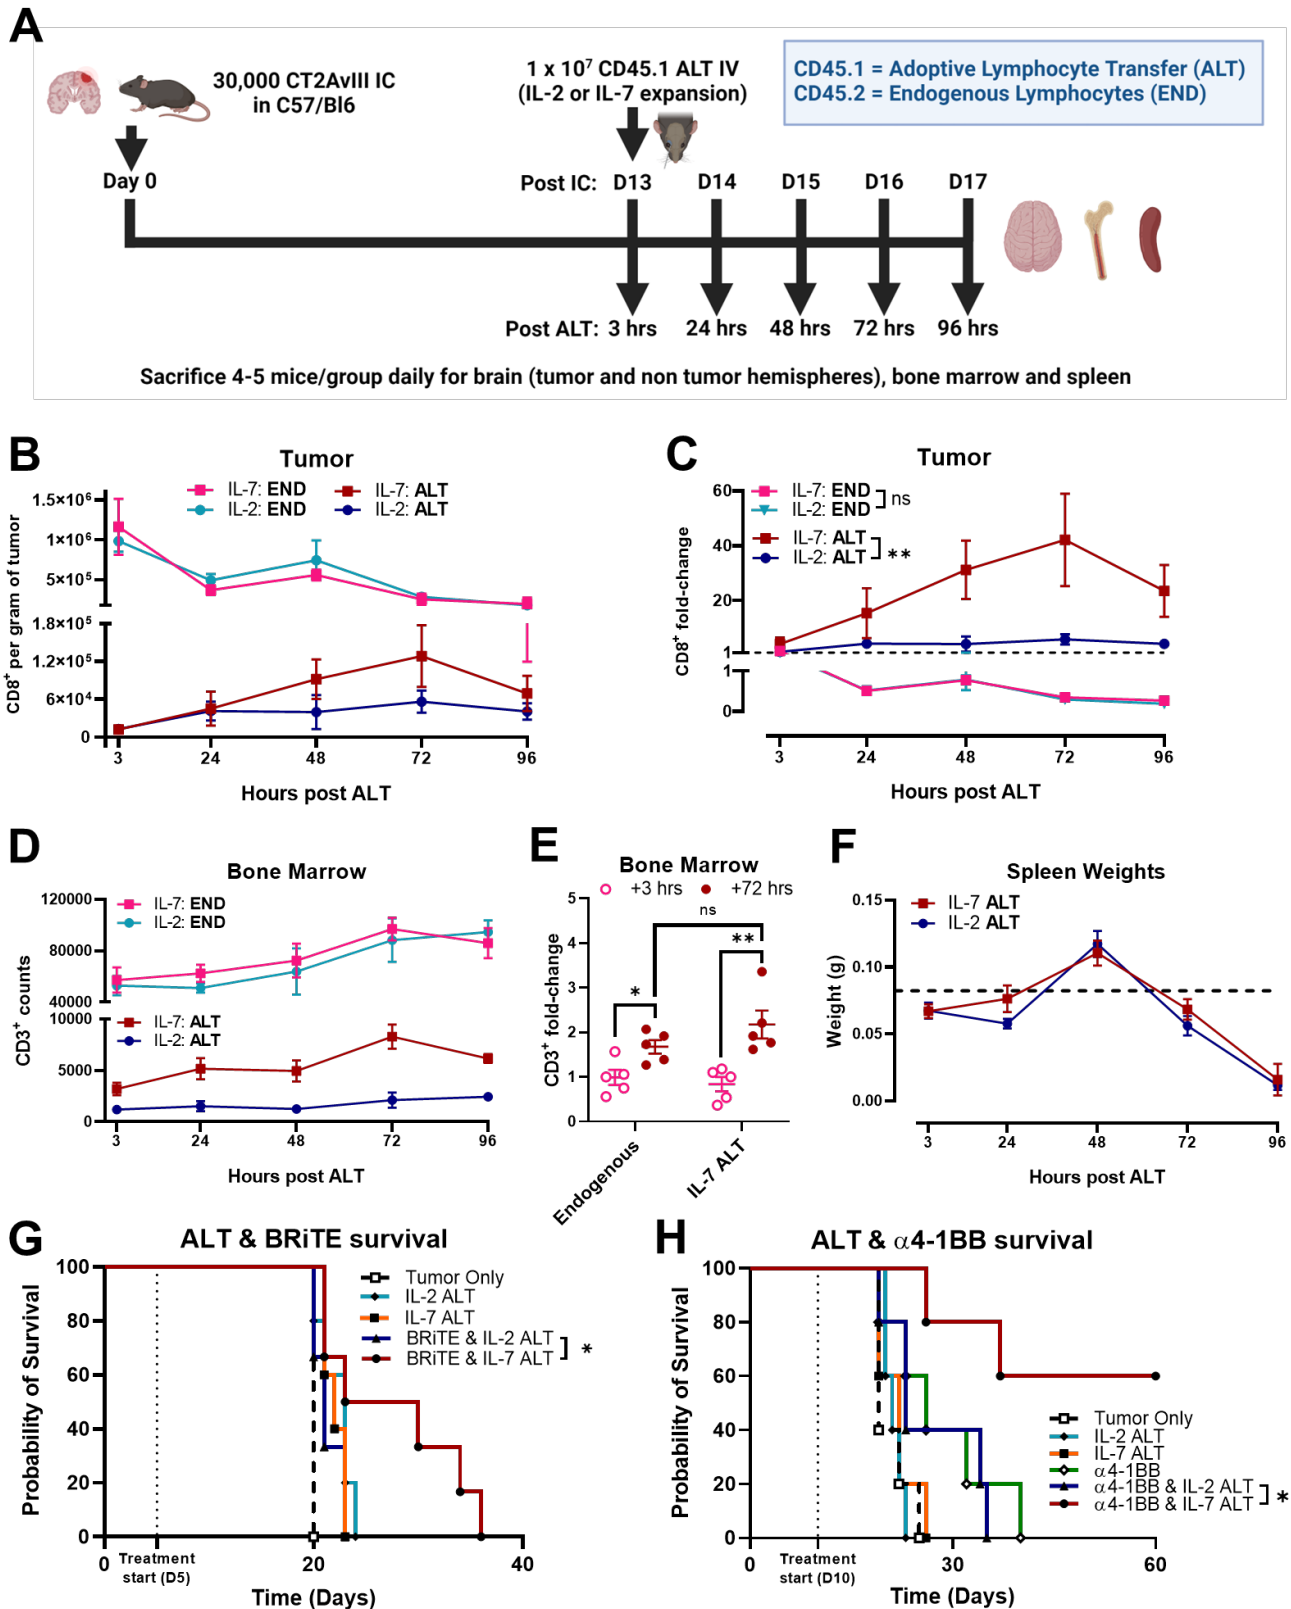 A
30,000 CT2AvIII IC
in C57/Bl6
1 x 10⁷ CD45.1 ALT IV
(IL-2 or IL-7 expansion)
CD45.1 = Adoptive Lymphocyte Transfer (ALT)
CD45.2 = Endogenous Lymphocytes (END)
Day 0
Post IC: D13 D14 D15 D16 D17
Post ALT: 3 hrs 24 hrs 48 hrs 72 hrs 96 hrs
Sacrifice 4-5 mice/group daily for brain (tumor and non tumor hemispheres), bone marrow and spleen
B
Tumor
IL-7: END
IL-2: END
IL-7: ALT
IL-2: ALT
CD8⁺ per gram of tumor
1.5×10⁶
1×10⁶
5×10⁵
1.8×10⁵
1.2×10⁵
6×10⁴
0
3 24 48 72 96
Hours post ALT
C
Tumor
IL-7: END
IL-2: END
ns
IL-7: ALT
IL-2: ALT
**
CD8⁺ fold-change
60
40
20
1
1
0
3 24 48 72 96
Hours post ALT
D
Bone Marrow
IL-7: END
IL-2: END
IL-7: ALT
IL-2: ALT
CD3⁺ counts
120000
80000
40000
10000
5000
0
3 24 48 72 96
Hours post ALT
E
Bone Marrow
+3 hrs +72 hrs
ns
**
*
CD3⁺ fold-change
5
4
3
2
1
0
Endogenous
IL-7 ALT
F
Spleen Weights
IL-7 ALT
IL-2 ALT
Weight (g)
0.15
0.10
0.05
0.00
3 24 48 72 96
Hours post ALT
G
ALT & BRiTE survival
Tumor Only
IL-2 ALT
IL-7 ALT
BRiTE & IL-2 ALT
BRiTE & IL-7 ALT
*
Probability of Survival
100
80
60
40
20
0
0 20 40
Treatment
start (D5)
Time (Days)
H
ALT & α4-1BB survival
Tumor Only
IL-2 ALT
IL-7 ALT
α4-1BB
α4-1BB & IL-2 ALT
α4-1BB & IL-7 ALT
*
Probability of Survival
100
80
60
40
20
0
0 30 60
Treatment
start (D10)
Time (Days)